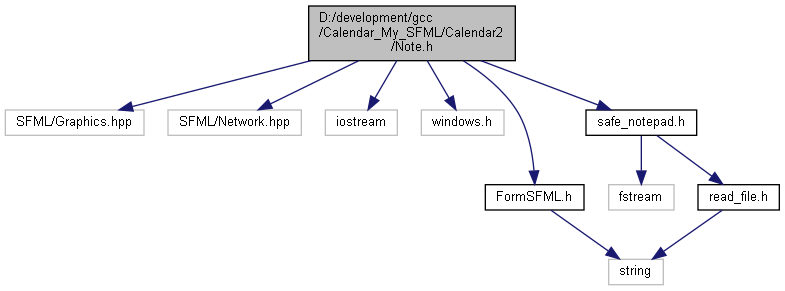 D:/development/gcc
/Calendar_My_SFML/Calendar2
/Note.h
SFML/Graphics.hpp
SFML/Network.hpp
iostream
windows.h
safe_notepad.h
FormSFML.h
fstream
read_file.h
string